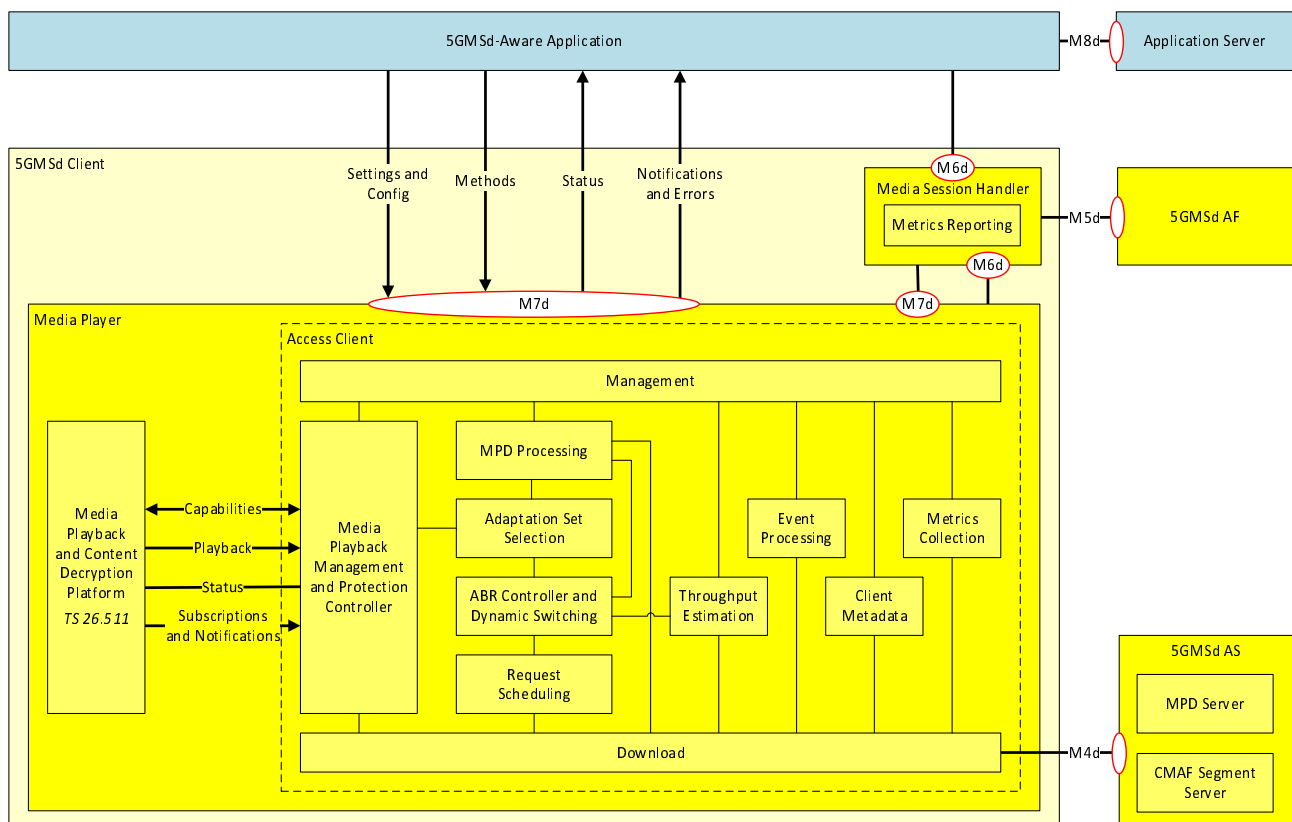 5GMSd-Aware Application
M8d
Application Server
5GMSd Client
Settings and
Config
Methods
Status
Notifications
and Errors
M6d
Media Session Handler
Metrics Reporting
M5d
5GMSd AF
M6d
M7d
M7d
Media Player
Access Client
Management
Media
Playback
and Content
Decryption
Platform
TS 26.511
Capabilities
Playback
Status
Subscriptions
and Notifications
Media
Playback
Management
and Protection
Controller
MPD Processing
Adaptation Set
Selection
ABR Controller and
Dynamic Switching
Request
Scheduling
Throughput
Estimation
Event
Processing
Client
Metadata
Metrics
Collection
Download
M4d
5GMSd AS
MPD Server
CMAF Segment
Server